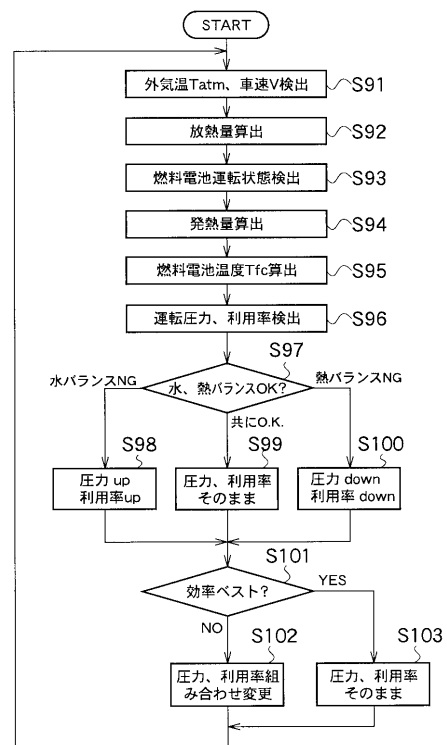 START
外気温Tatm、車速V検出 S91
放熱量算出 S92
燃料電池運転状態検出 S93
発熱量算出 S94
燃料電池温度Tfc算出 S95
運転圧力、利用率検出 S96
S97
水、熱バランスOK?
水バランスNG
熱バランスNG
共にO.K.
S98
圧力 up
利用率up
S99
圧力、利用率
そのまま
S100
圧力 down
利用率 down
S101
効率ベスト?
YES
NO
S102
圧力、利用率組
み合わせ変更
S103
圧力、利用率
そのまま